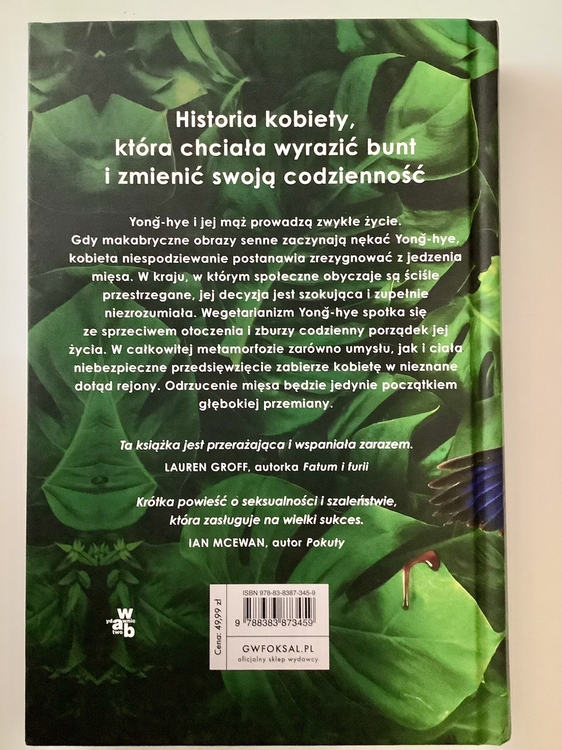 Historia kobiety,
która chciała wyrazić bunt
i zmienić swoją codzienność
Yonğ-hye i jej mąż prowadzą zwykłe życie.
Gdy makabryczne obrazy senne zaczynają nękać Yonğ-hye,
kobieta niespodziewanie postanawia zrezygnować z jedzenia
mięsa. W kraju, w którym społeczne obyczaje są ściśle
przestrzegane, jej decyzja jest szokująca i zupełnie
niezrozumiała. Wegetarianizm Yonğ-hye spotka się
ze sprzeciwem otoczenia i zburzy codzienny porządek jej
życia. W całkowitej metamorfozie zarówno umysłu, jak i ciała
niebezpieczne przedsięwzięcie zabierze kobietę w nieznane
dotąd rejony. Odrzucenie mięsa będzie jedynie początkiem
głębokiej przemiany.
Ta książka jest przerażająca i wspaniała zarazem.
LAUREN GROFF, autorka Fatum i furii
Krótka powieść o seksualności i szaleństwie,
która zasługuje na wielki sukces.
IAN MCEWAN, autor Pokuty
wydawnictwo
wab
Cena: 49,99 zł
ISBN 978-83-8387-345-9
9 788383 873459
GWFOKSAL.PL
oficjalny sklep wydawcy